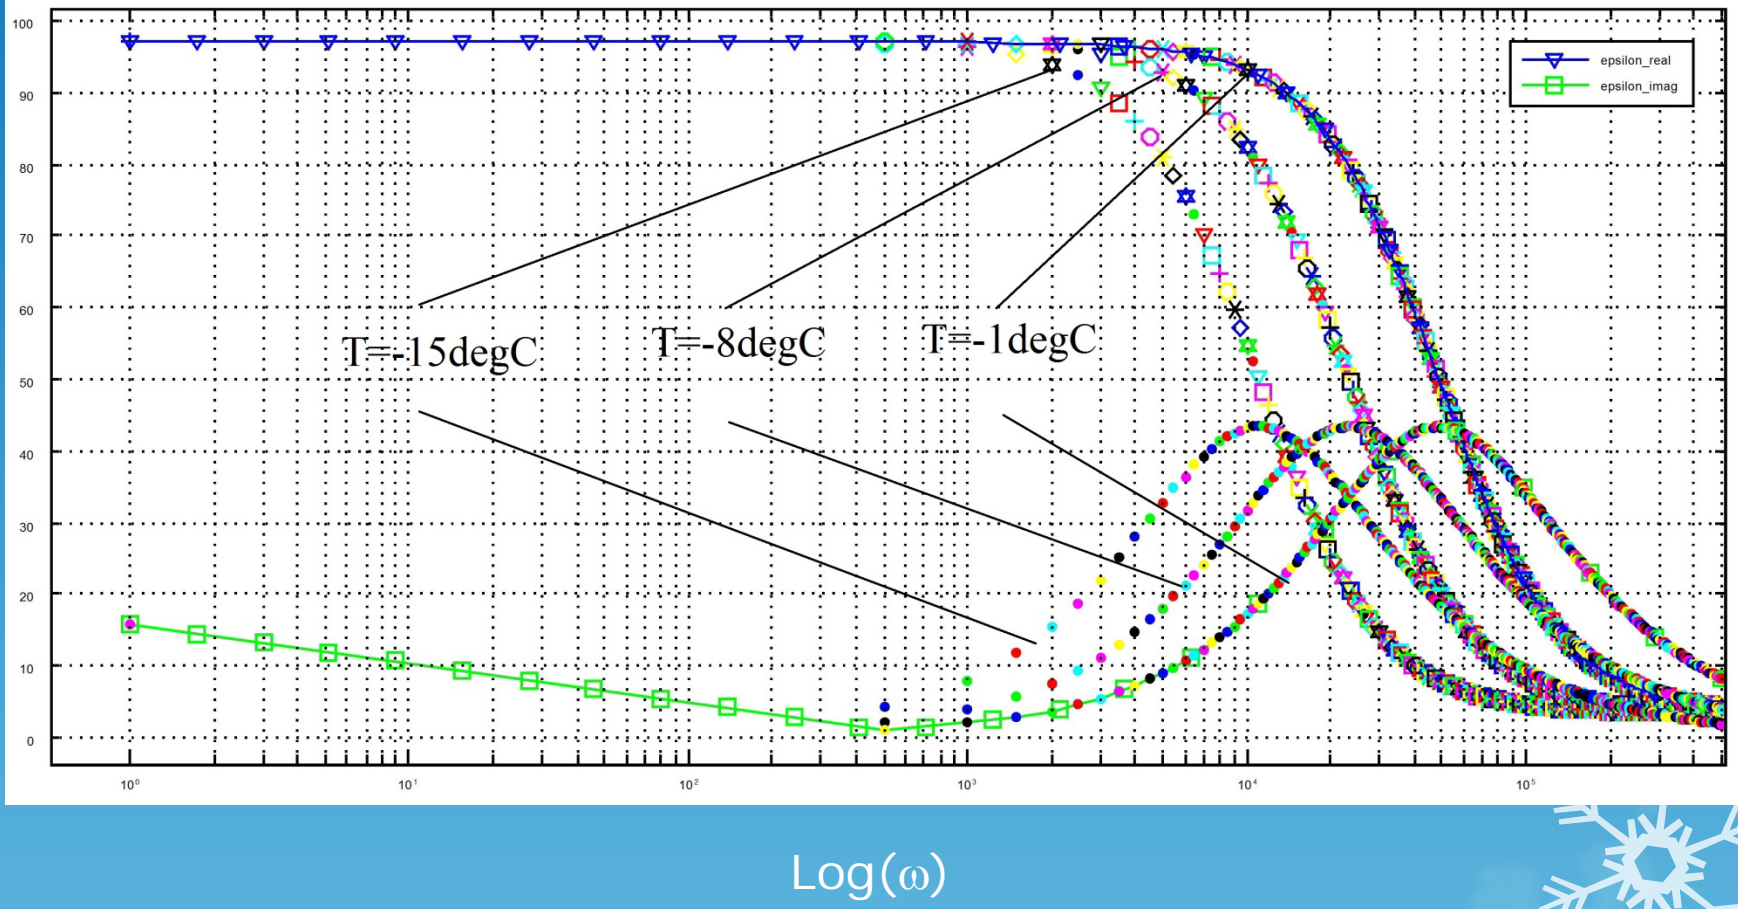 100
90
80
70
60
50
40
30
20
10
0
epsilon_real
epsilon_imag
T=-15degC
T=-8degC
T=-1degC
10⁰
10¹
10²
10³
10⁴
10⁵
Log(ω)